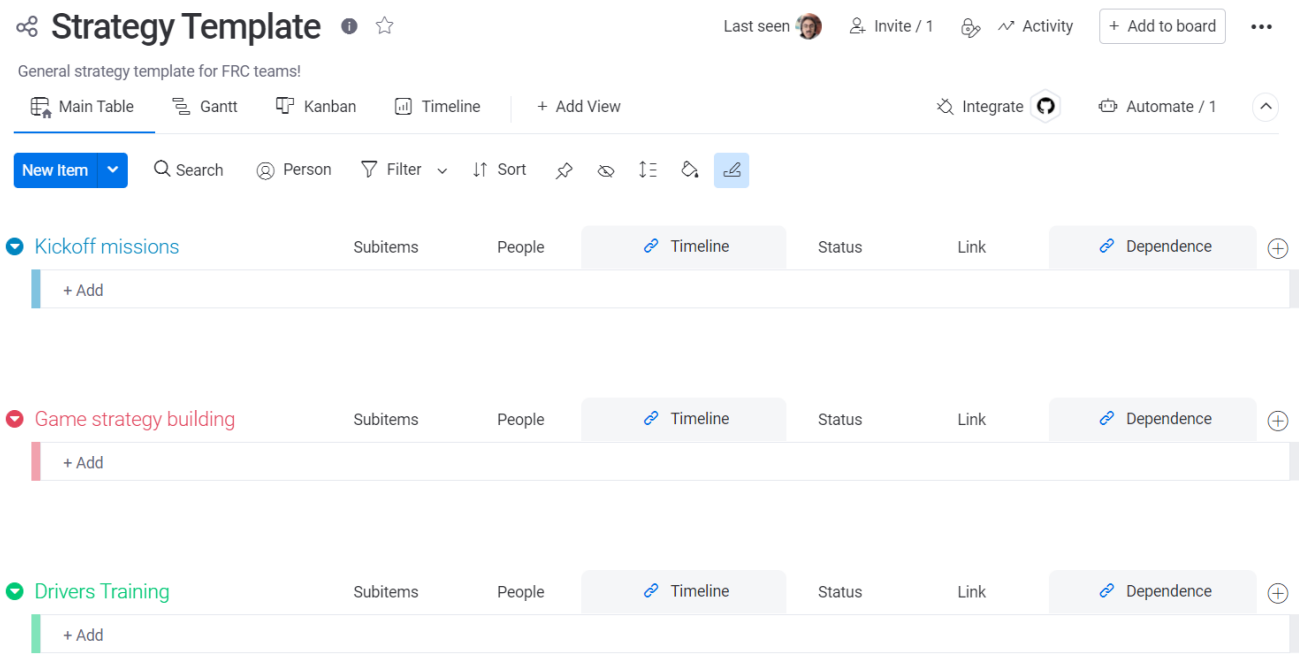 Strategy Template
Last seen Invite / 1 Activity + Add to board
General strategy template for FRC teams!
Main Table Gantt Kanban Timeline + Add View Integrate Automate / 1
New Item Search Person Filter Sort
Kickoff missions Subitems People Timeline Status Link Dependence
+ Add
Game strategy building Subitems People Timeline Status Link Dependence
+ Add
Drivers Training Subitems People Timeline Status Link Dependence
+ Add